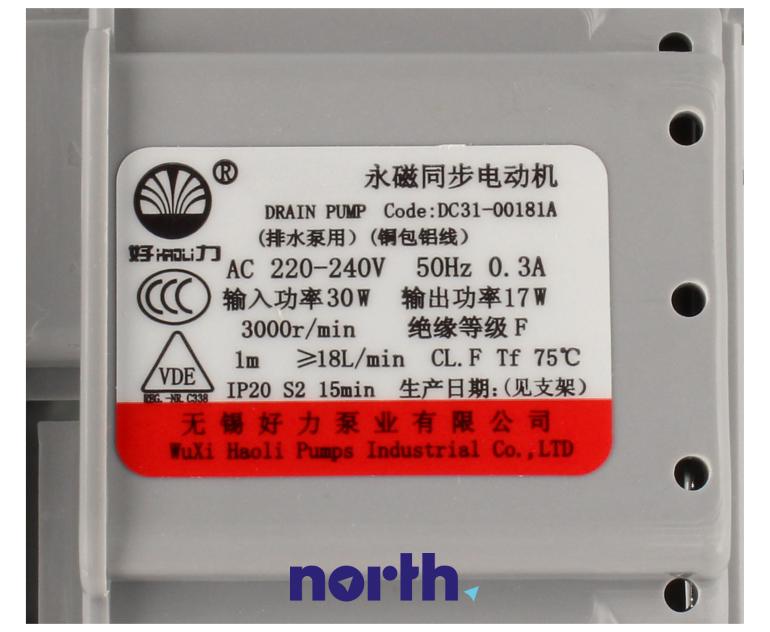 ®
永磁同步电动机
DRAIN PUMP Code:DC31-00181A
(排水泵用)(铜包铝线)
好HAOLI力
AC 220-240V 50Hz 0.3A
输入功率30W 输出功率17W
CCC
3000r/min 绝缘等级F
1m ≥18L/min CL.F Tf 75℃
VDE
REG.-NR.C338
IP20 S2 15min 生产日期:(见支架)
无锡好力泵业有限公司
WuXi Haoli Pumps Industrial Co.,LTD
north.